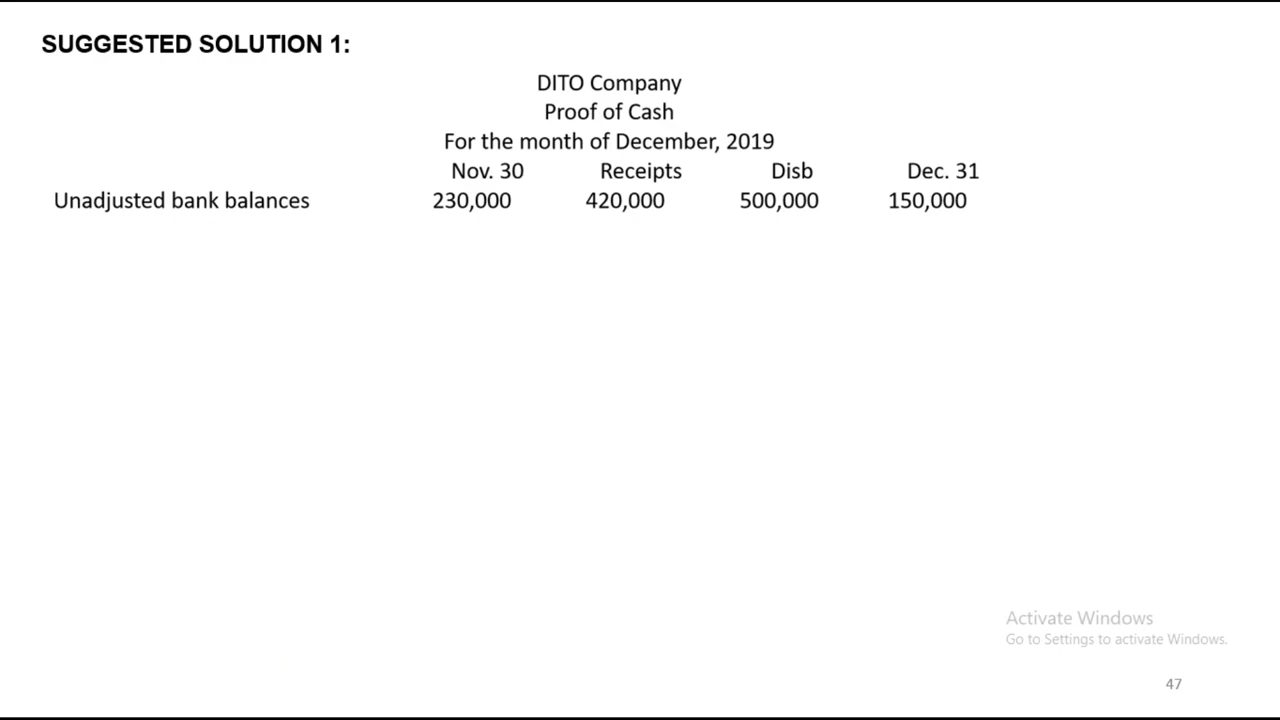 SUGGESTED SOLUTION 1:
DITO Company
Proof of Cash
For the month of December, 2019
Nov. 30 Receipts Disb Dec. 31
Unadjusted bank balances 230,000 420,000 500,000 150,000
Activate Windows
Go to Settings to activate Windows.
47